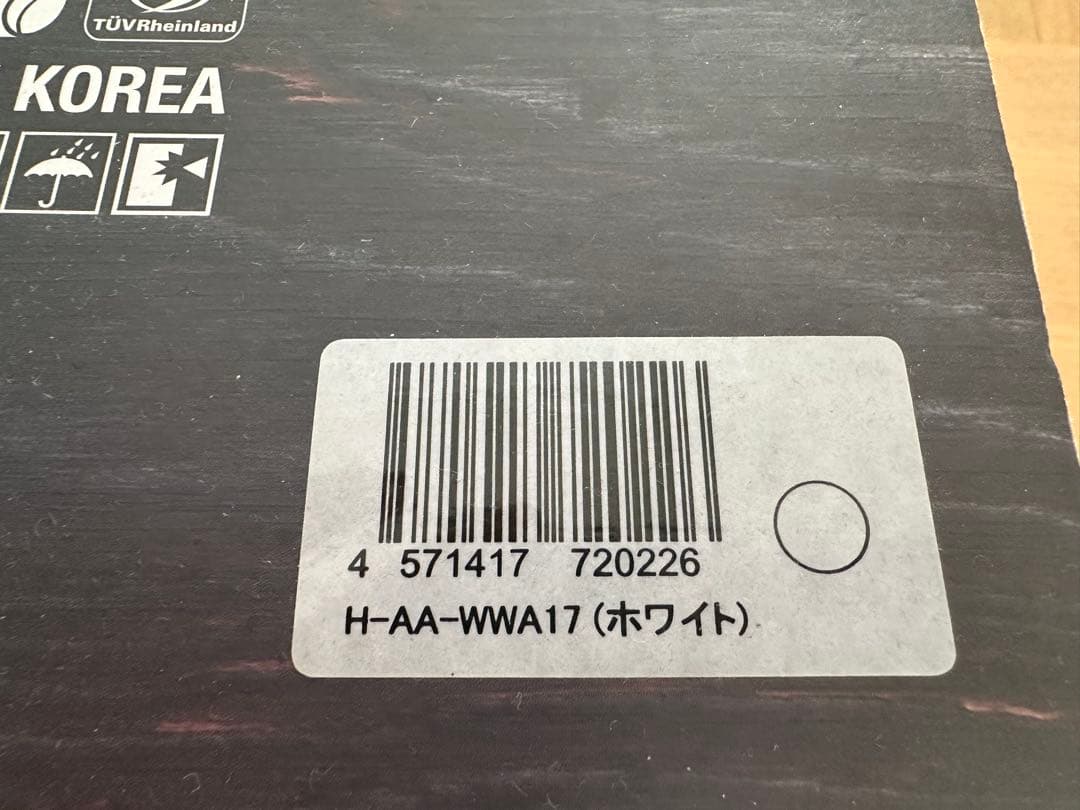 TÜVRheinland
KOREA
4 571417 720226
H-AA-WWA17(ホワイト)